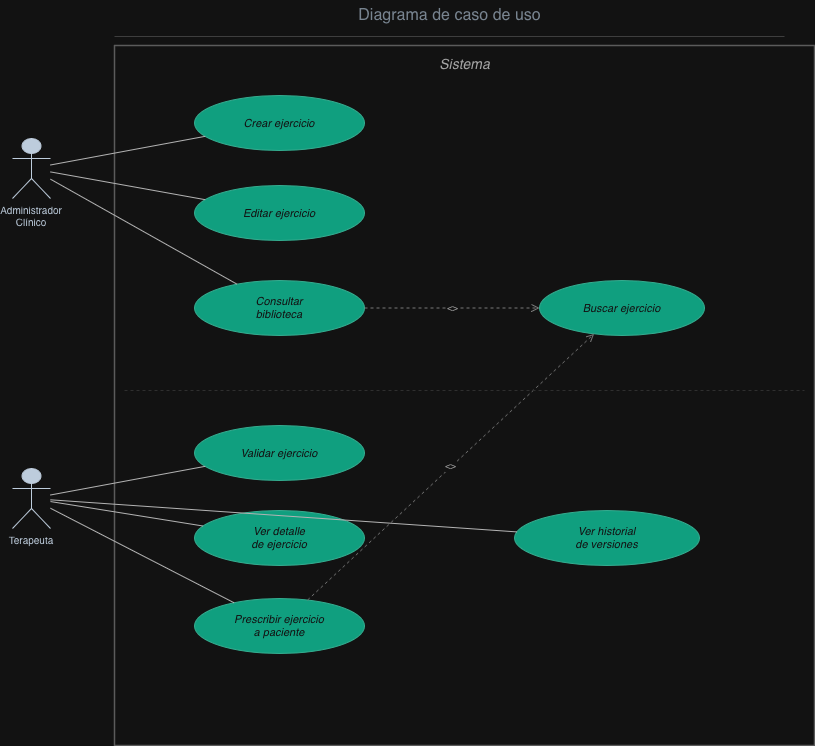 Diagrama de caso de uso
Sistema
Crear ejercicio
Administrador
Clínico
Editar ejercicio
Consultar
biblioteca
Buscar ejercicio
Validar ejercicio
Terapeuta
Ver detalle
de ejercicio
Ver historial
de versiones
Prescribir ejercicio
a paciente